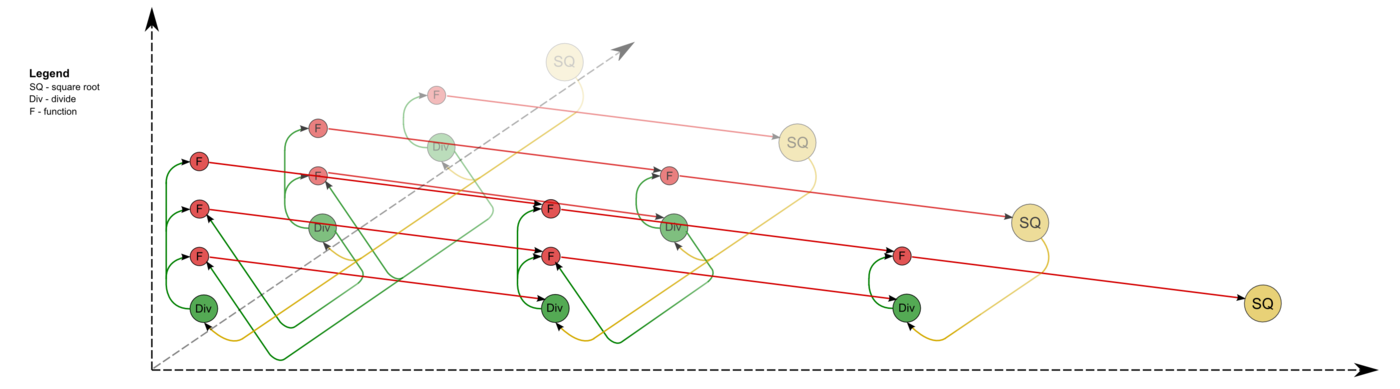 Legend
SQ - square root
Div - divide
F - function
SQ
F
F
SQ
Div
F
F
F
F
SQ
F
F
Div
Div
F
F
F
Div
Div
Div
SQ